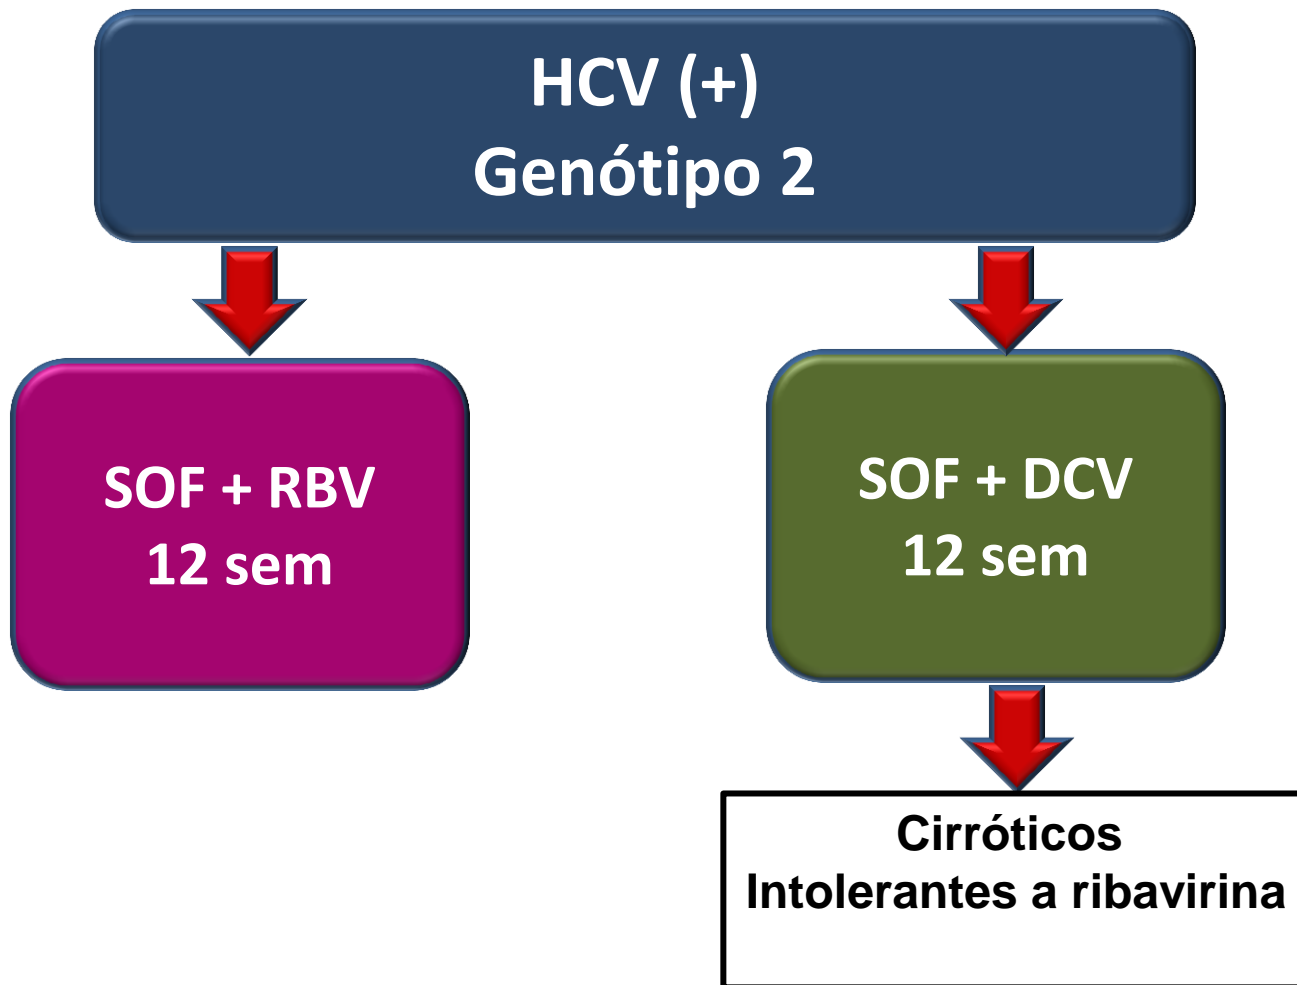 HCV (+)
Genótipo 2
SOF + RBV
12 sem
SOF + DCV
12 sem
Cirróticos
Intolerantes a ribavirina